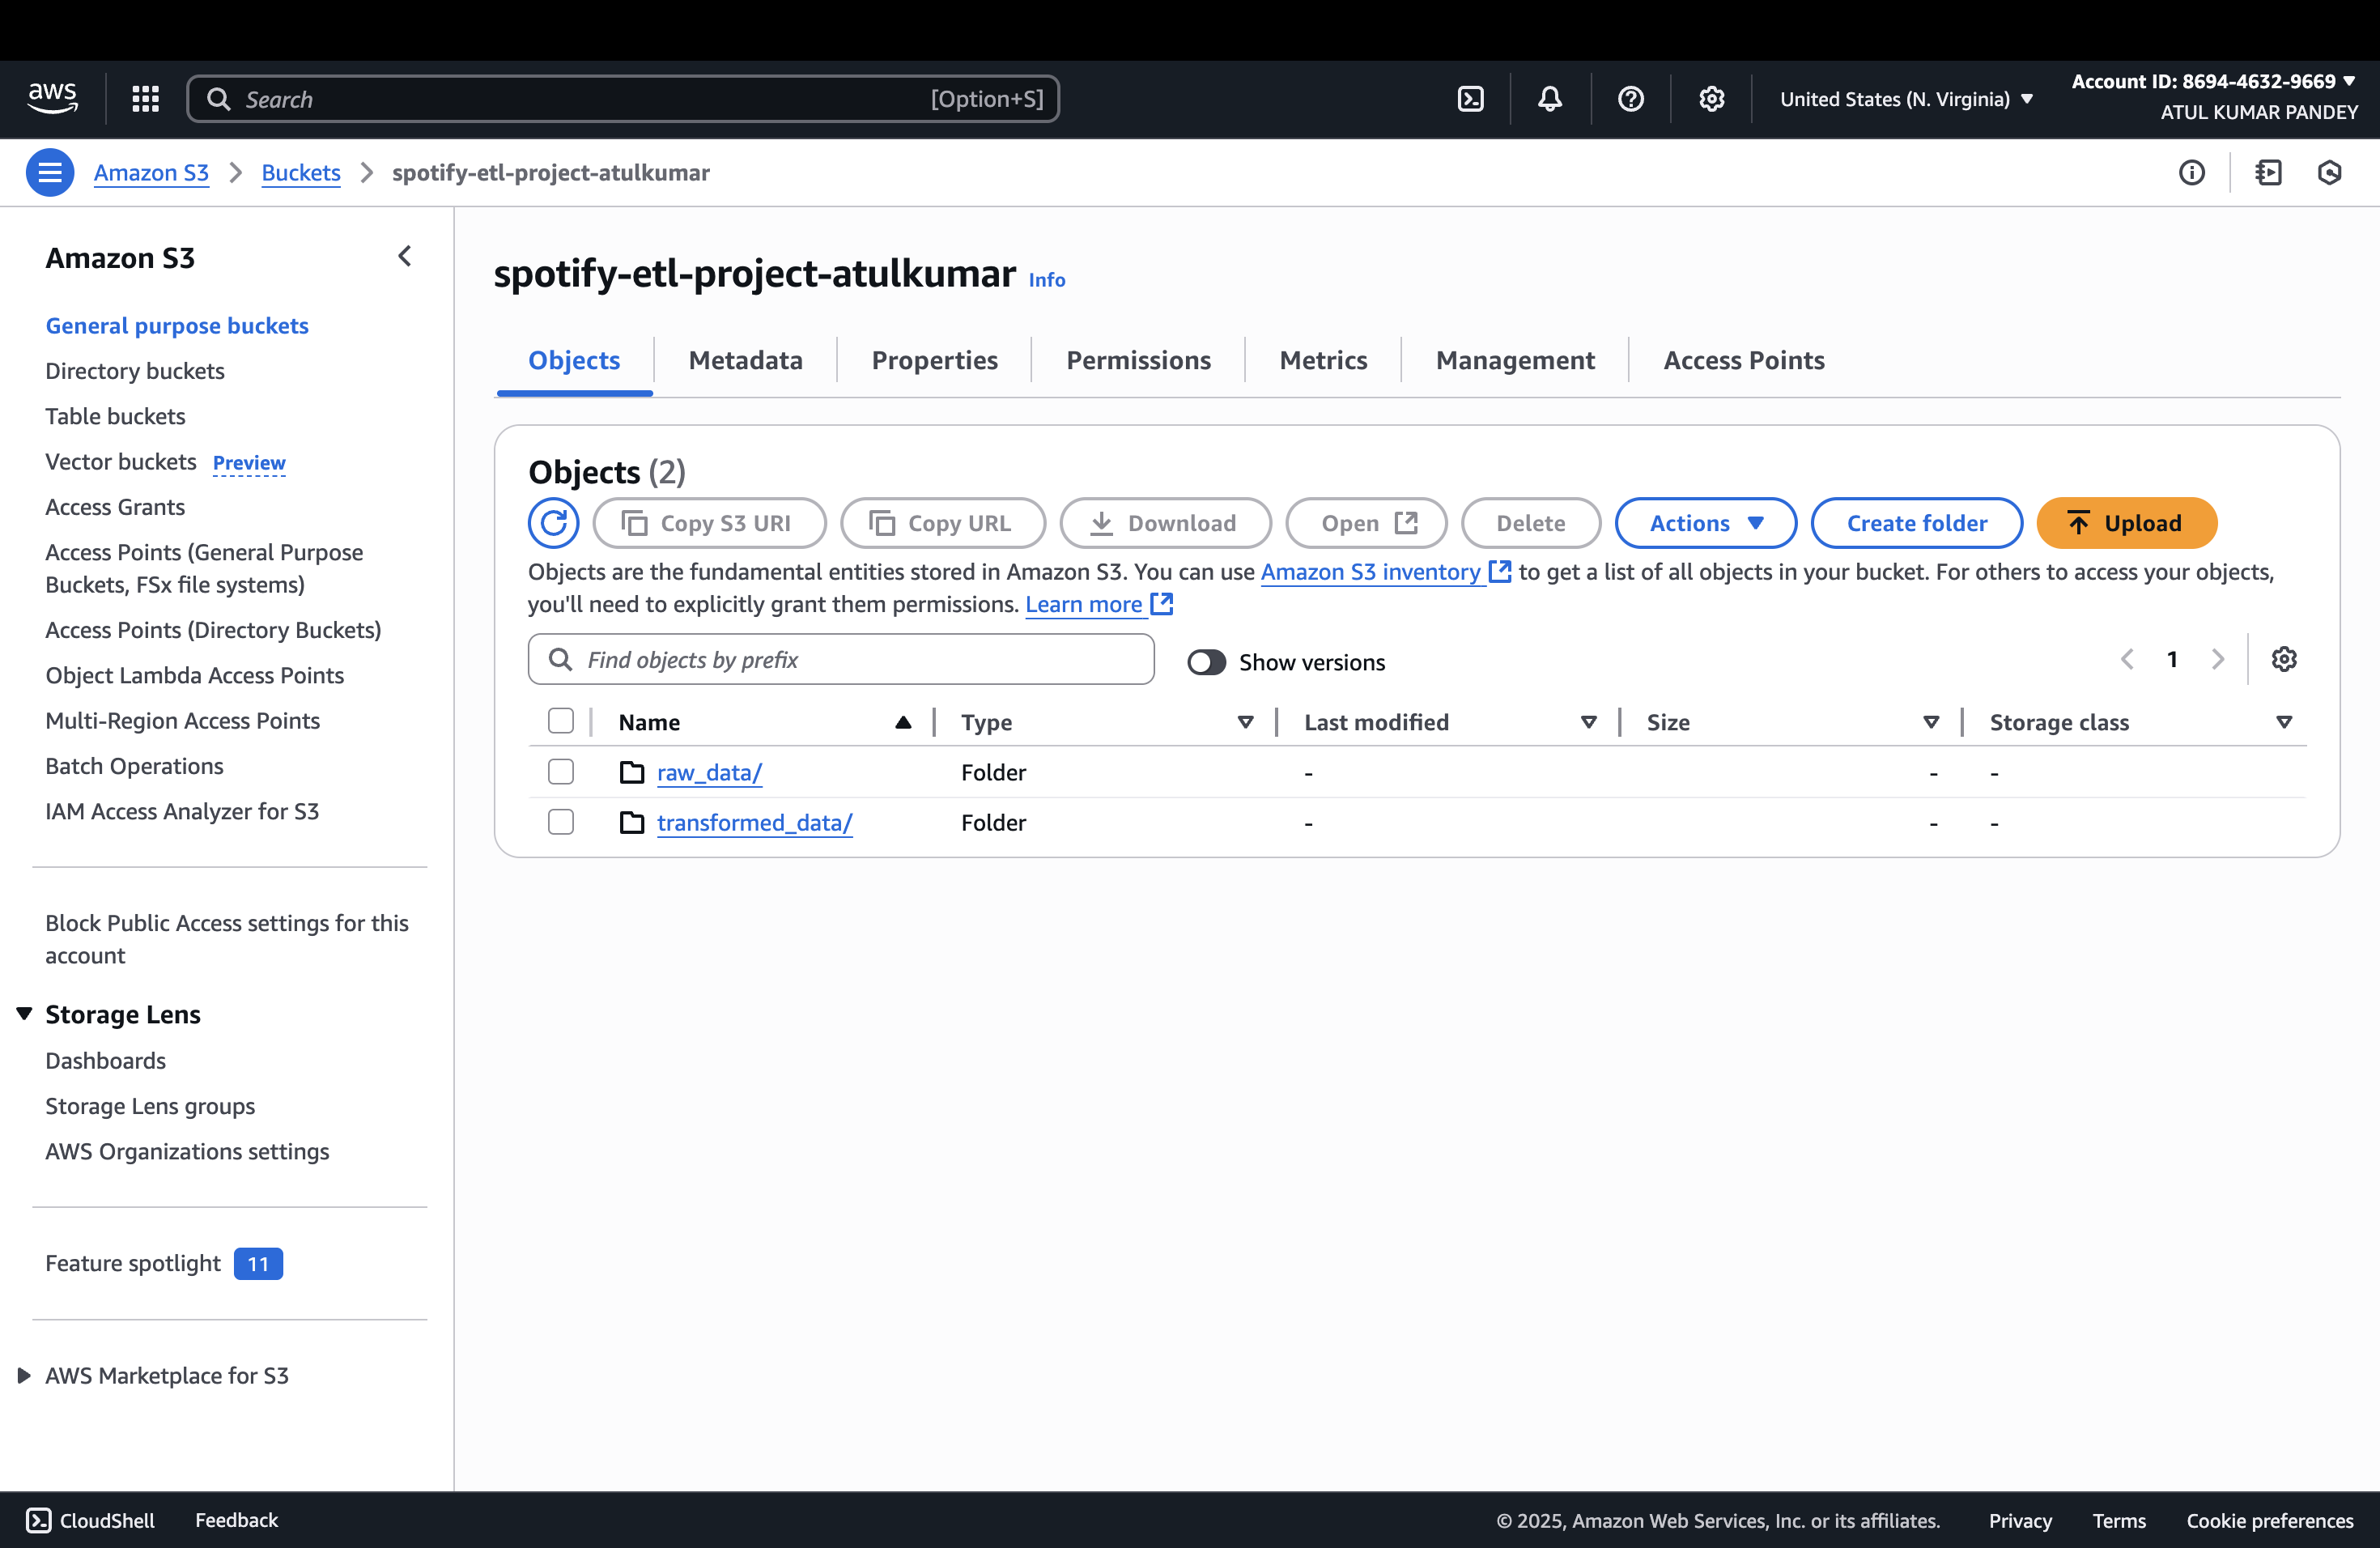 aws
Search
[Option+S]
United States (N. Virginia)
Account ID: 8694-4632-9669
ATUL KUMAR PANDEY
Amazon S3
Buckets
spotify-etl-project-atulkumar
Amazon S3
General purpose buckets
Directory buckets
Table buckets
Vector buckets Preview
Access Grants
Access Points (General Purpose
Buckets, FSx file systems)
Access Points (Directory Buckets)
Object Lambda Access Points
Multi-Region Access Points
Batch Operations
IAM Access Analyzer for S3
Block Public Access settings for this
account
Storage Lens
Dashboards
Storage Lens groups
AWS Organizations settings
Feature spotlight 11
AWS Marketplace for S3
spotify-etl-project-atulkumar Info
Objects
Metadata
Properties
Permissions
Metrics
Management
Access Points
Objects (2)
Copy S3 URI
Copy URL
Download
Open
Delete
Actions
Create folder
Upload
Objects are the fundamental entities stored in Amazon S3. You can use Amazon S3 inventory to get a list of all objects in your bucket. For others to access your objects,
you'll need to explicitly grant them permissions. Learn more
Find objects by prefix
Show versions
1
Name Type Last modified Size Storage class
raw_data/ Folder - - -
transformed_data/ Folder - - -
CloudShell
Feedback
© 2025, Amazon Web Services, Inc. or its affiliates.
Privacy
Terms
Cookie preferences